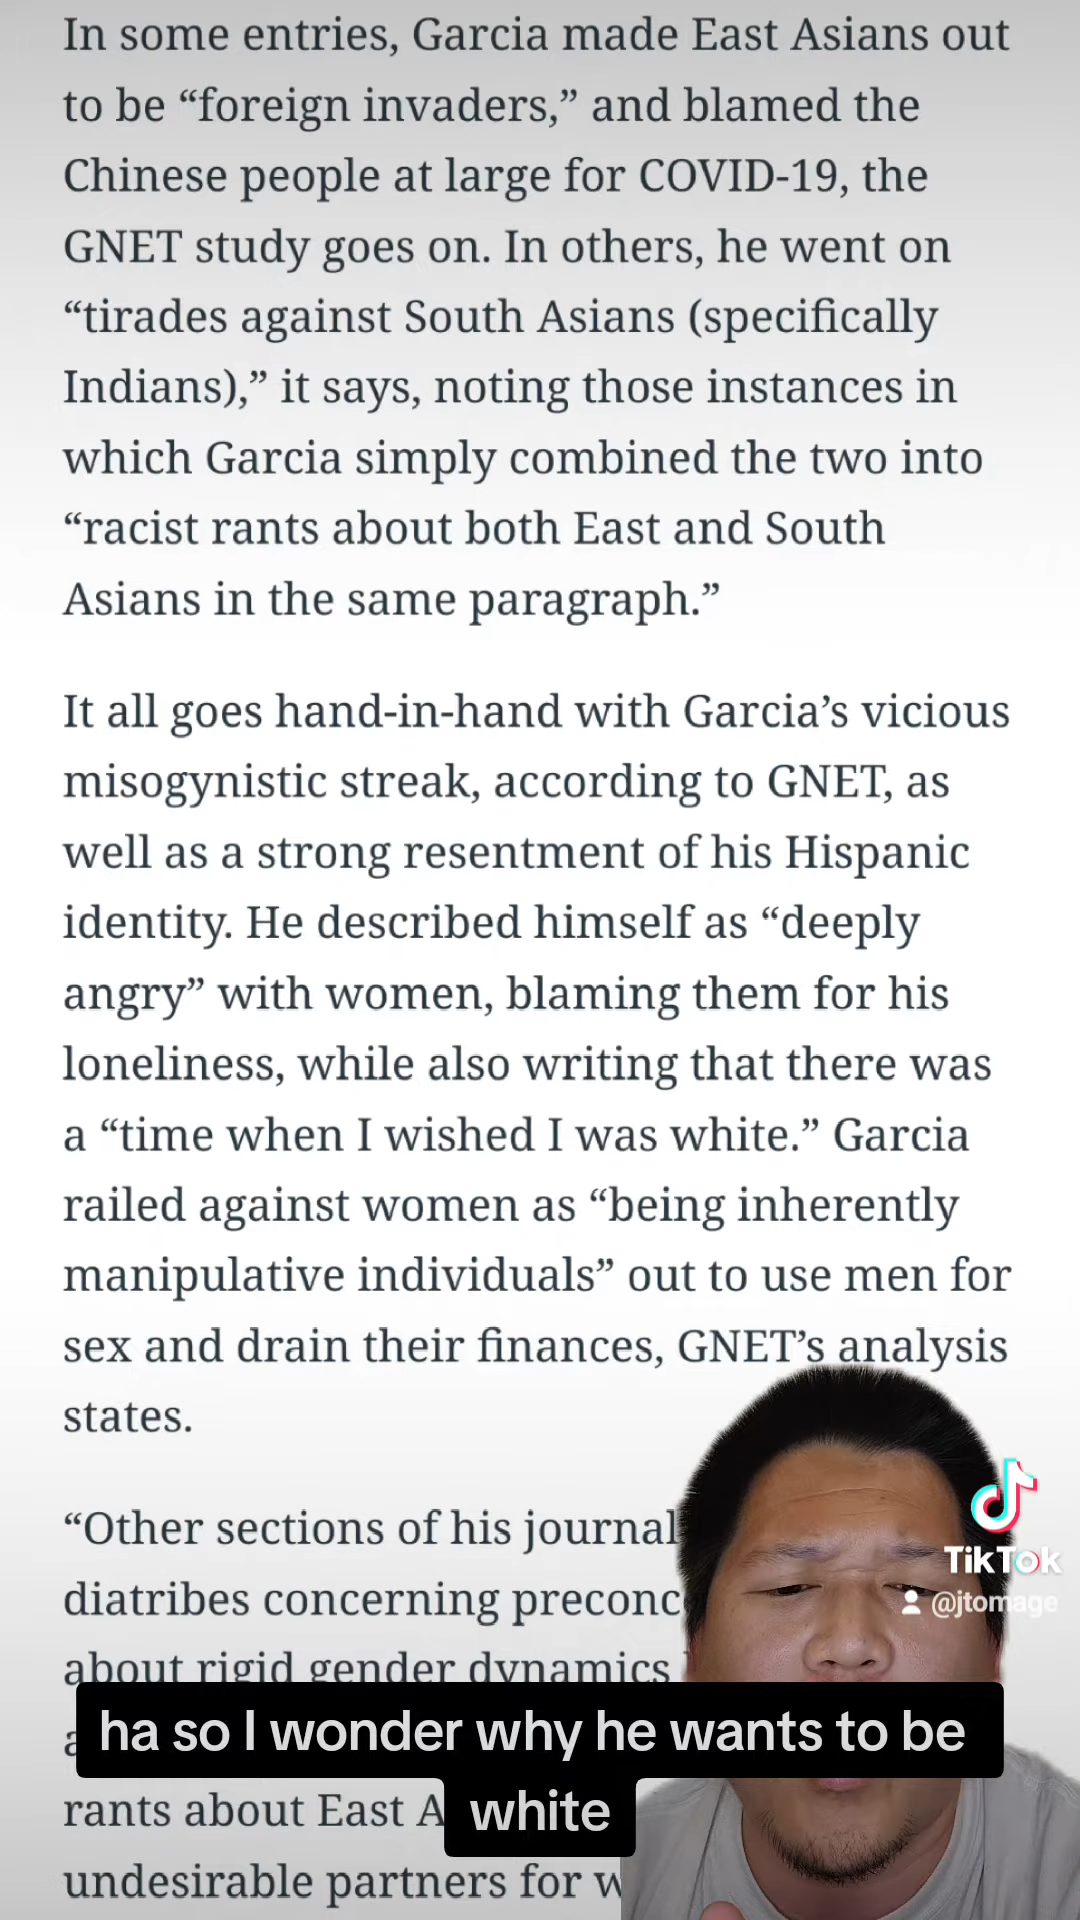 In some entries, Garcia made East Asians out
to be “foreign invaders,” and blamed the
Chinese people at large for COVID-19, the
GNET study goes on. In others, he went on
“tirades against South Asians (specifically
Indians),” it says, noting those instances in
which Garcia simply combined the two into
“racist rants about both East and South
Asians in the same paragraph.”
It all goes hand-in-hand with Garcia’s vicious
misogynistic streak, according to GNET, as
well as a strong resentment of his Hispanic
identity. He described himself as “deeply
angry” with women, blaming them for his
loneliness, while also writing that there was
a “time when I wished I was white.” Garcia
railed against women as “being inherently
manipulative individuals” out to use men for
sex and drain their finances, GNET’s analysis
states.
“Other sections of his journal
TikTok
diatribes concerning preconc
@jtomage
about rigid gender dynamics
ha so I wonder why he wants to be
white
rants about East A
undesirable partners for w